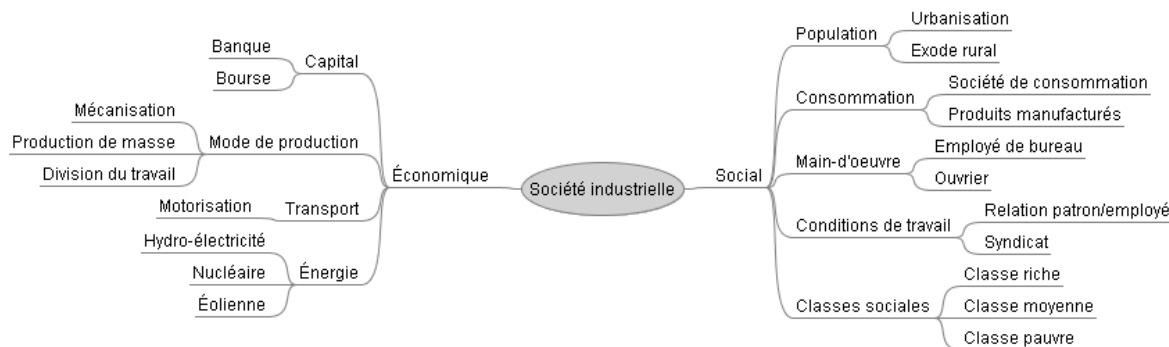 Société industrielle
Économique
Capital
Banque
Bourse
Mode de production
Mécanisation
Production de masse
Division du travail
Transport
Motorisation
Énergie
Hydro-électricité
Nucléaire
Éolienne
Social
Population
Urbanisation
Exode rural
Consommation
Société de consommation
Produits manufacturés
Main-d'oeuvre
Employé de bureau
Ouvrier
Conditions de travail
Relation patron/employé
Syndicat
Classes sociales
Classe riche
Classe moyenne
Classe pauvre